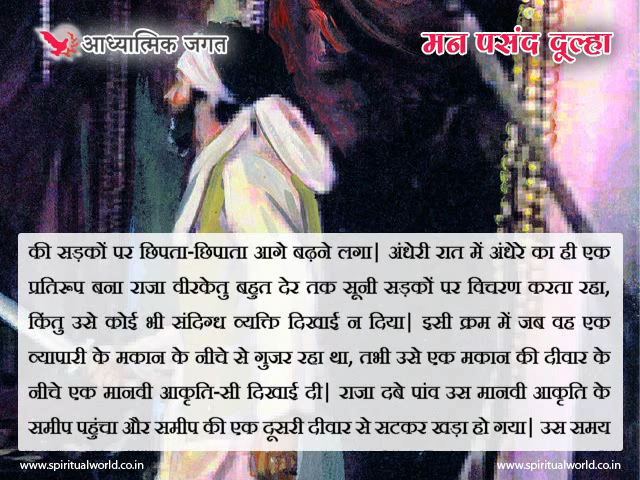 आध्यात्मिक जगत
मन पसंद दूल्हा
की सड़कों पर छिपता-छिपाता आगे बढ़ने लगा| अंधेरी रात में अंधेरे का ही एक
प्रतिरूप बना राजा वीरकेतु बहुत देर तक सूनी सड़कों पर विचरण करता रहा,
किंतु उसे कोई भी संदिग्ध व्यक्ति दिखाई न दिया| इसी क्रम में जब वह एक
व्यापारी के मकान के नीचे से गुजर रहा था, तभी उसे एक मकान की दीवार के
नीचे एक मानवी आकृति-सी दिखाई दी| राजा दबे पांव उस मानवी आकृति के
समीप पहुंचा और समीप की एक दूसरी दीवार से सटकर खड़ा हो गया| उस समय
www.spiritualworld.co.in
www.spiritualworld.co.in